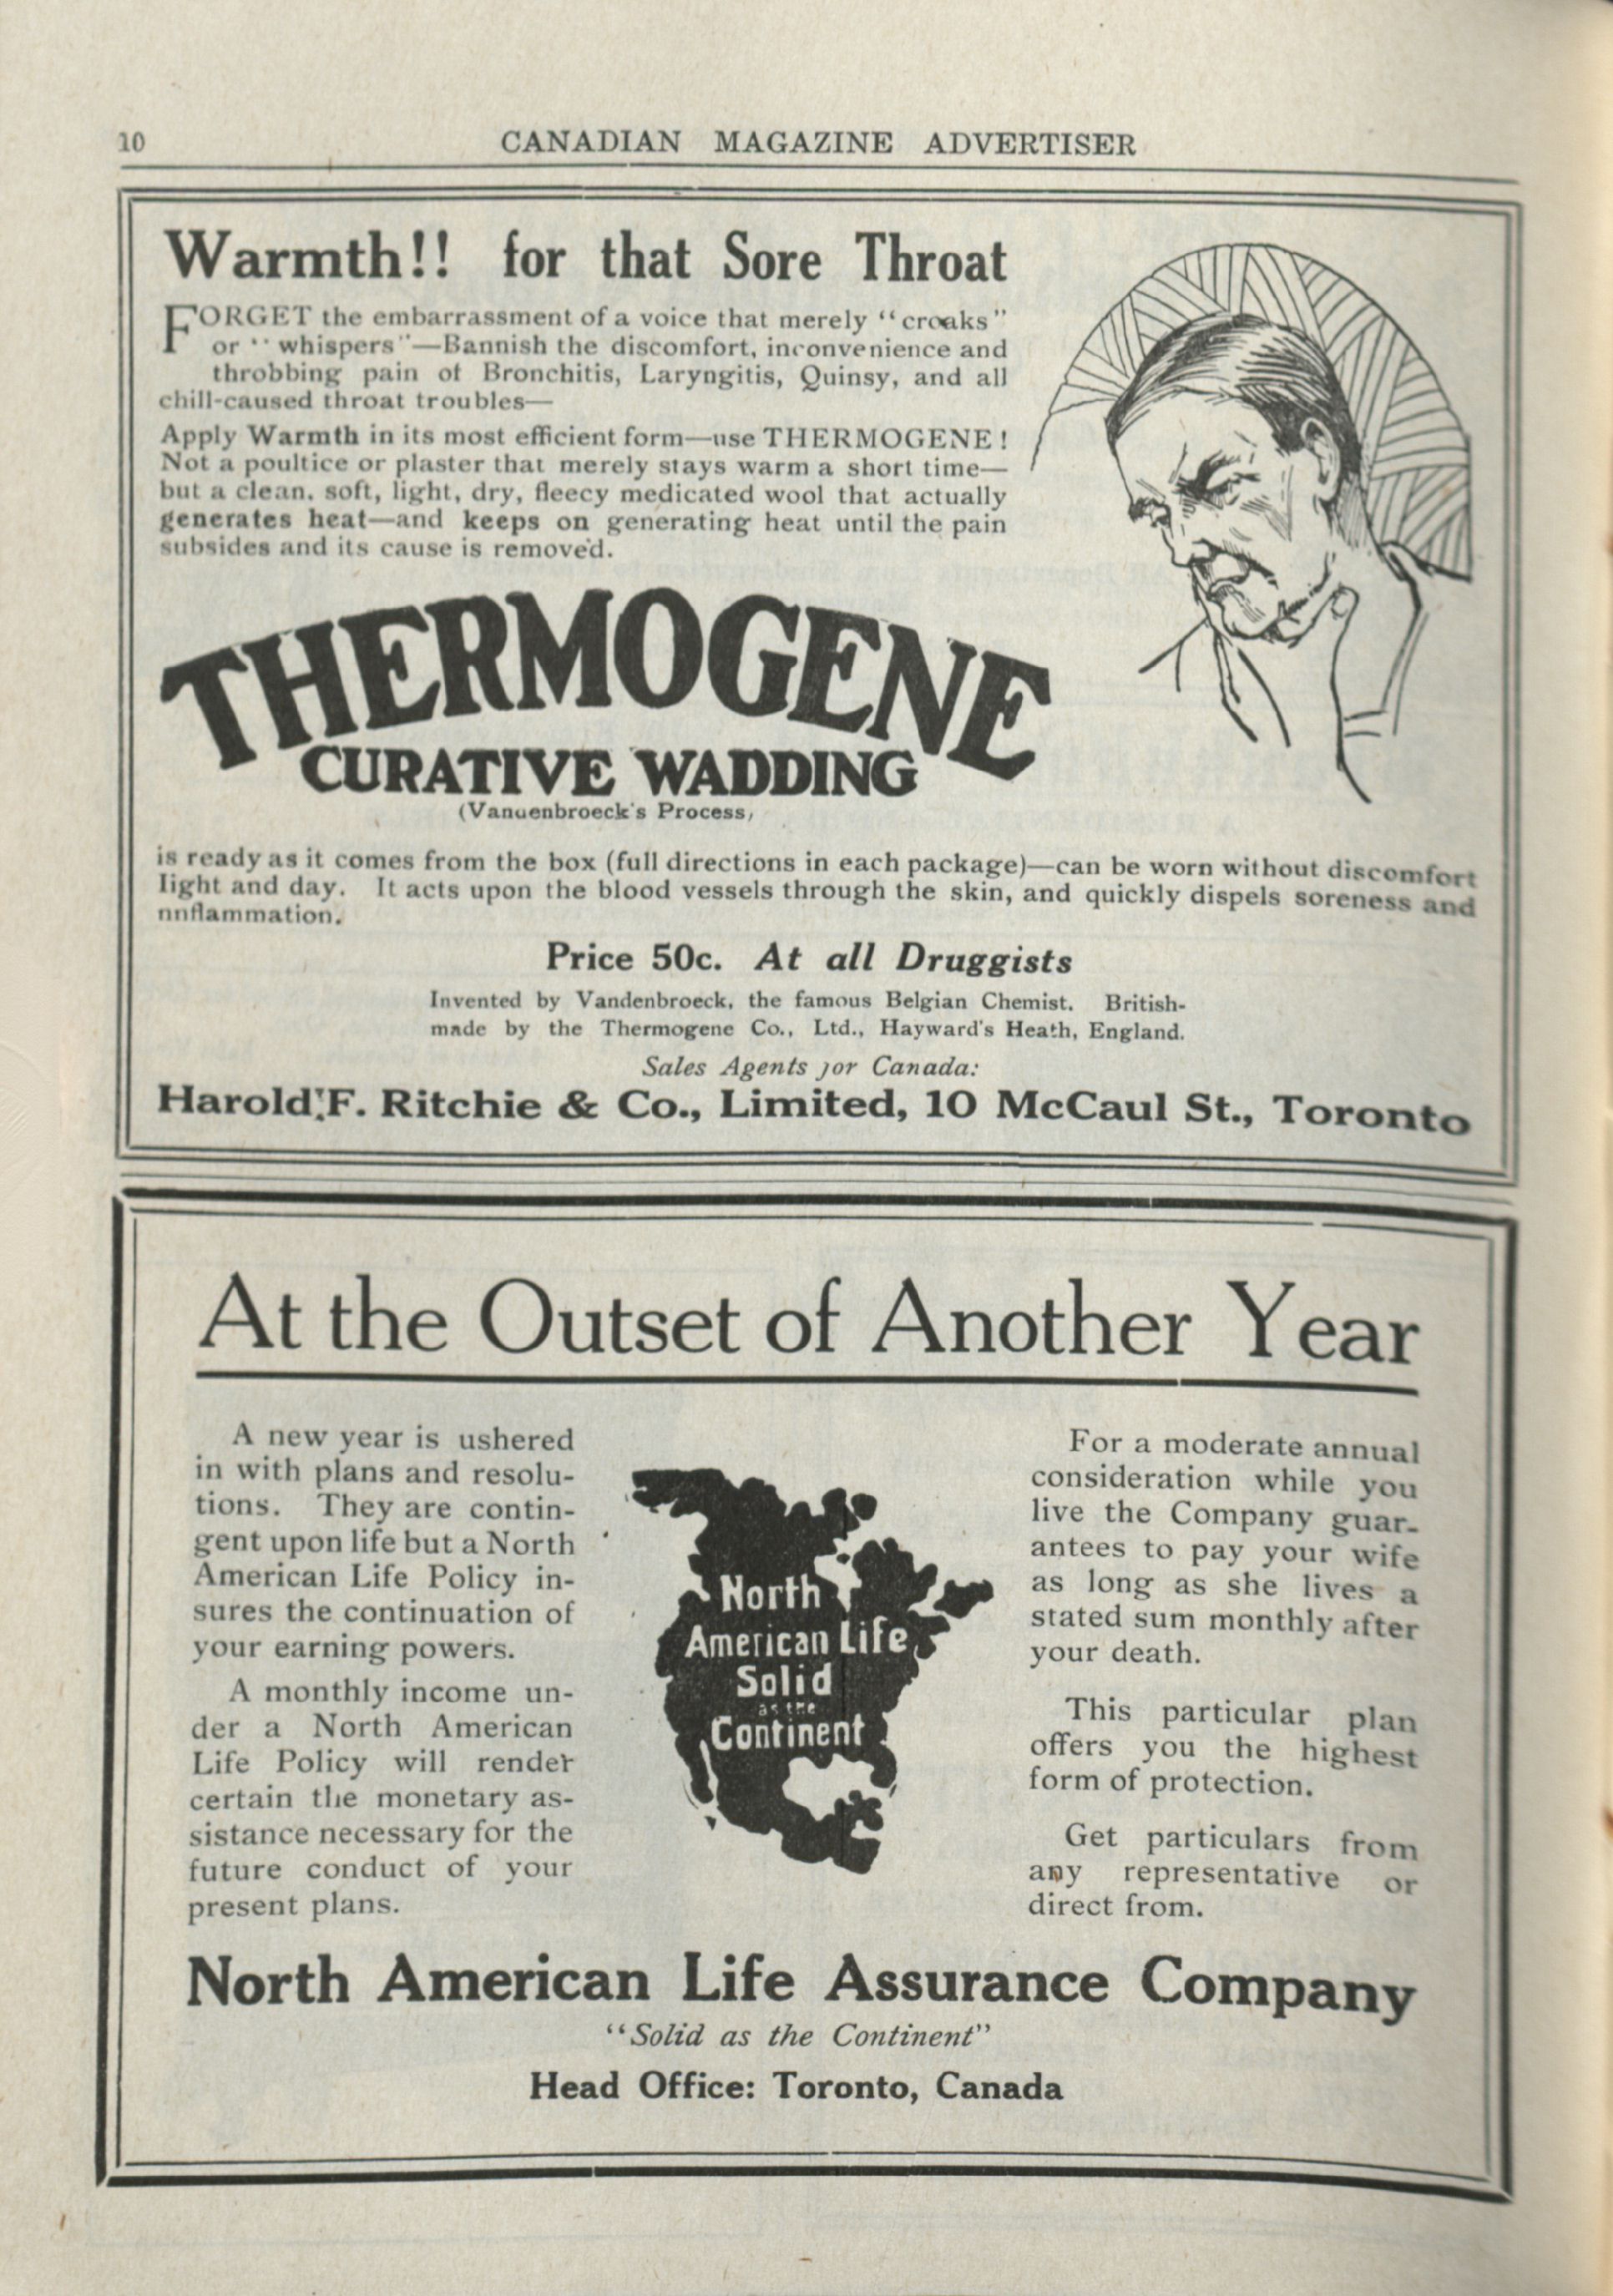 10
CANADIAN MAGAZINE ADVERTISER
Warmth!! for that Sore Throat
FORGET the embarrassment of a voice that merely “croaks”
or “whispers”—Bannish the discomfort, inconvenience and
throbbing pain of Bronchitis, Laryngitis, Quinsy, and all
chill-caused throat troubles—
Apply Warmth in its most efficient form—use THERMOGENE!
Not a poultice or plaster that merely stays warm a short time—
but a clean, soft, light, dry, fleecy medicated wool that actually
generates heat—and keeps on generating heat until the pain
subsides and its cause is removed.
THERMOGENE
CURATIVE WADDING
(Vandenbroeck's Process)
is ready as it comes from the box (full directions in each package)—can be worn without discomfort
light and day. It acts upon the blood vessels through the skin, and quickly dispels soreness and
nnflammation.
Price 50c. At all Druggists
Invented by Vandenbroeck, the famous Belgian Chemist. British-
made by the Thermogene Co., Ltd., Hayward's Heath, England.
Sales Agents for Canada:
Harold F. Ritchie & Co., Limited, 10 McCaul St., Toronto
At the Outset of Another Year
A new year is ushered
in with plans and resolu-
tions. They are contin-
gent upon life but a North
American Life Policy in-
sures the continuation of
your earning powers.
A monthly income un-
der a North American
Life Policy will render
certain the monetary as-
sistance necessary for the
future conduct of your
present plans.
North
American Life
Solid
as the
Continent
For a moderate annual
consideration while you
live the Company guar-
antees to pay your wife
as long as she lives a
stated sum monthly after
your death.
This particular plan
offers you the highest
form of protection.
Get particulars from
any representative or
direct from.
North American Life Assurance Company
“Solid as the Continent”
Head Office: Toronto, Canada